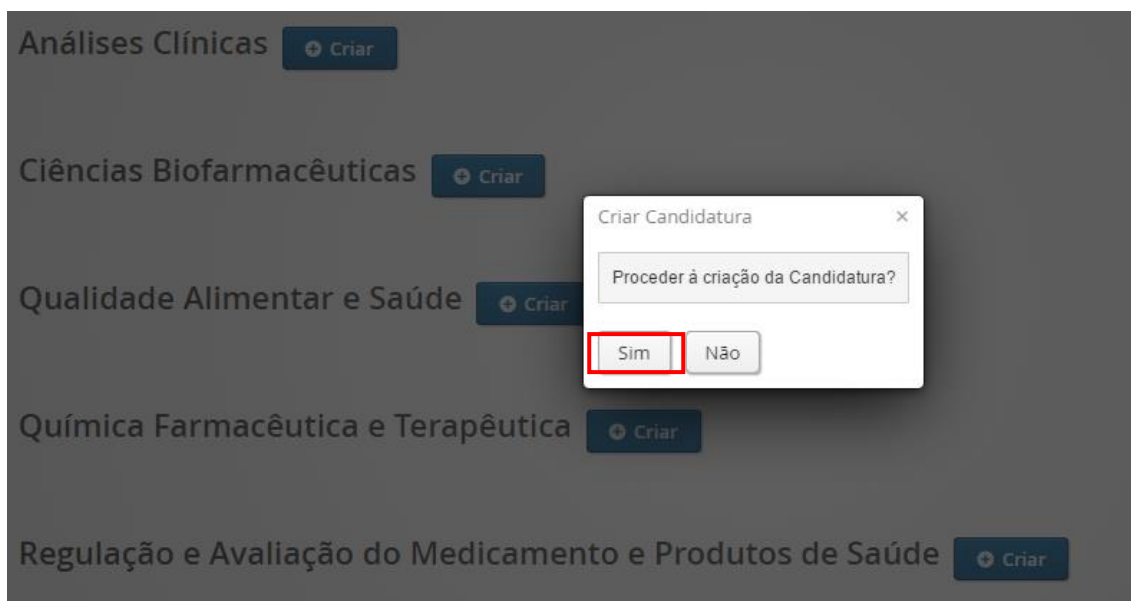 Análises Clínicas Criar
Ciências Biofarmacêuticas Criar
Criar Candidatura ×
Proceder á criação da Candidatura?
Qualidade Alimentar e Saúde Criar
Sim Não
Química Farmacêutica e Terapêutica Criar
Regulação e Avaliação do Medicamento e Produtos de Saúde Criar